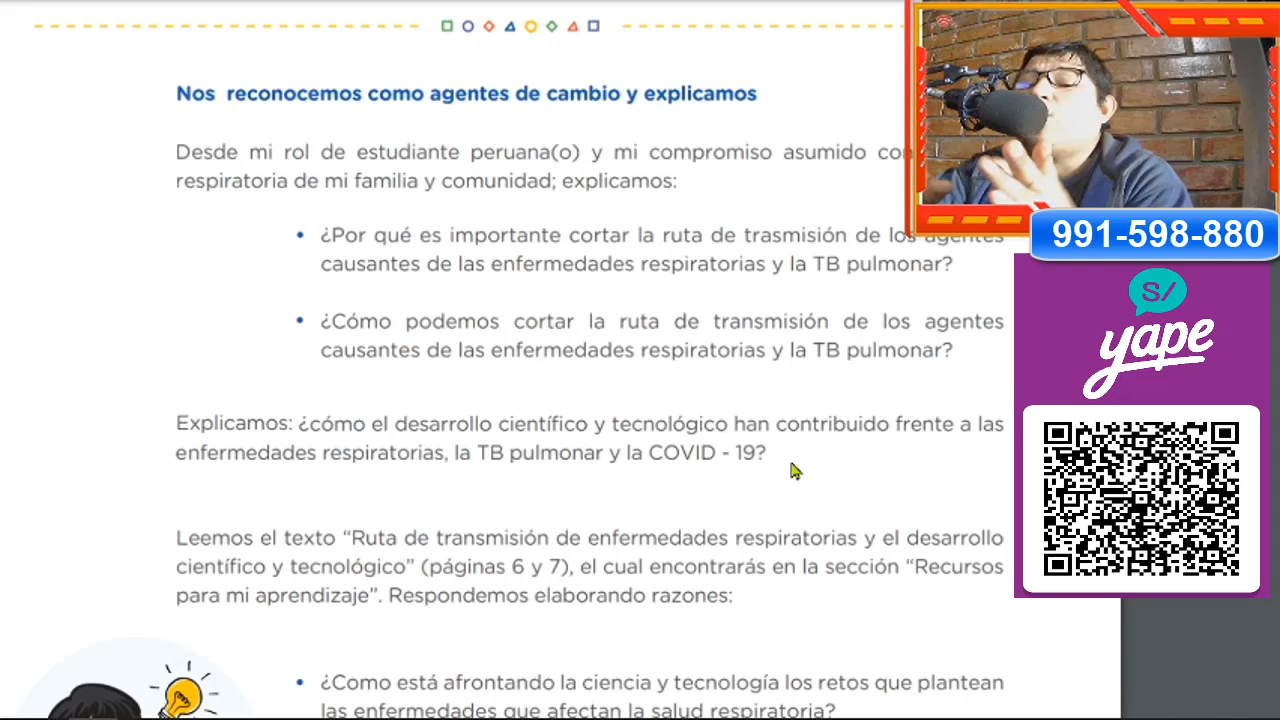 Nos reconocemos como agentes de cambio y explicamos
Desde mi rol de estudiante peruana(o) y mi compromiso asumido
respiratoria de mi familia y comunidad; explicamos:
• ¿Por qué es importante cortar la ruta de trasmisión de los agentes
causantes de las enfermedades respiratorias y la TB pulmonar?
• ¿Cómo podemos cortar la ruta de transmisión de los agentes
causantes de las enfermedades respiratorias y la TB pulmonar?
Explicamos: ¿cómo el desarrollo científico y tecnológico han contribuido frente a las
enfermedades respiratorias, la TB pulmonar y la COVID - 19?
Leemos el texto “Ruta de transmisión de enfermedades respiratorias y el desarrollo
científico y tecnológico” (páginas 6 y 7), el cual encontrarás en la sección “Recursos
para mi aprendizaje”. Respondemos elaborando razones:
• ¿Como está afrontando la ciencia y tecnología los retos que plantean
las enfermedades que afectan la salud respiratoria?
991-598-880
S/
yape